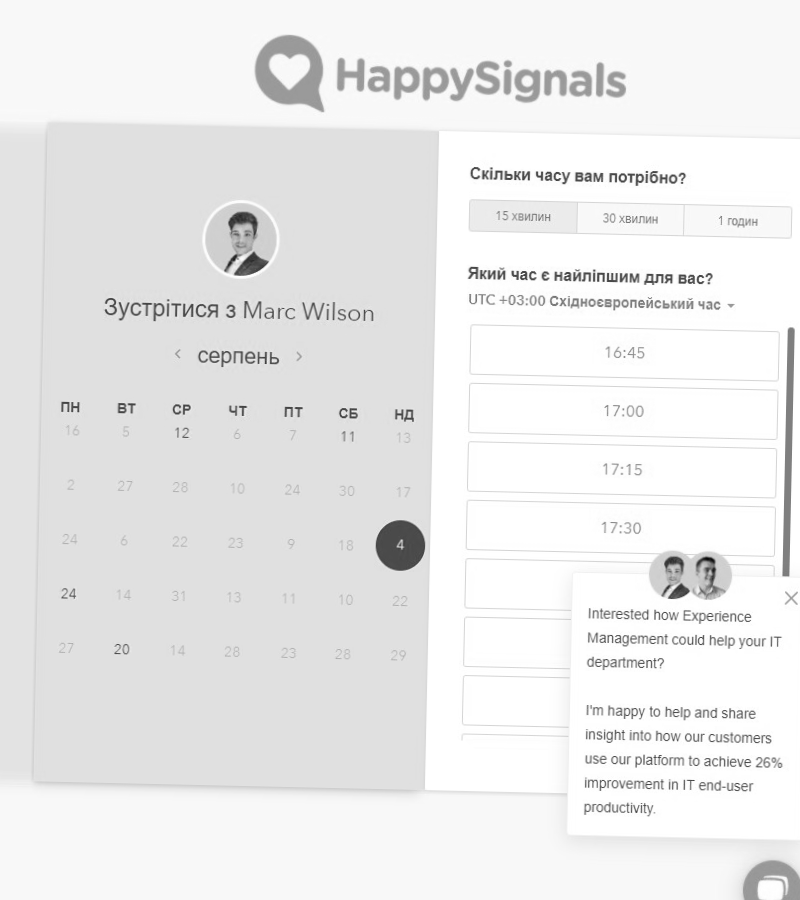 HappySignals
Зустрітися з Marc Wilson
серпень
ПН ВТ СР ЧТ ПТ СБ НД
16 5 12 6 7 11 13
2 27 28 10 24 30 17
24 6 22 23 9 18 4
24 14 31 13 11 10 22
27 20 14 28 23 28 29
Скільки часу вам потрібно?
15 хвилин 30 хвилин 1 годин
Який час є найліпшим для вас?
UTC +03:00 Східноєвропейський час
16:45
17:00
17:15
17:30
Interested how Experience
Management could help your IT
department?
I'm happy to help and share
insight into how our customers
use our platform to achieve 26%
improvement in IT end-user
productivity.